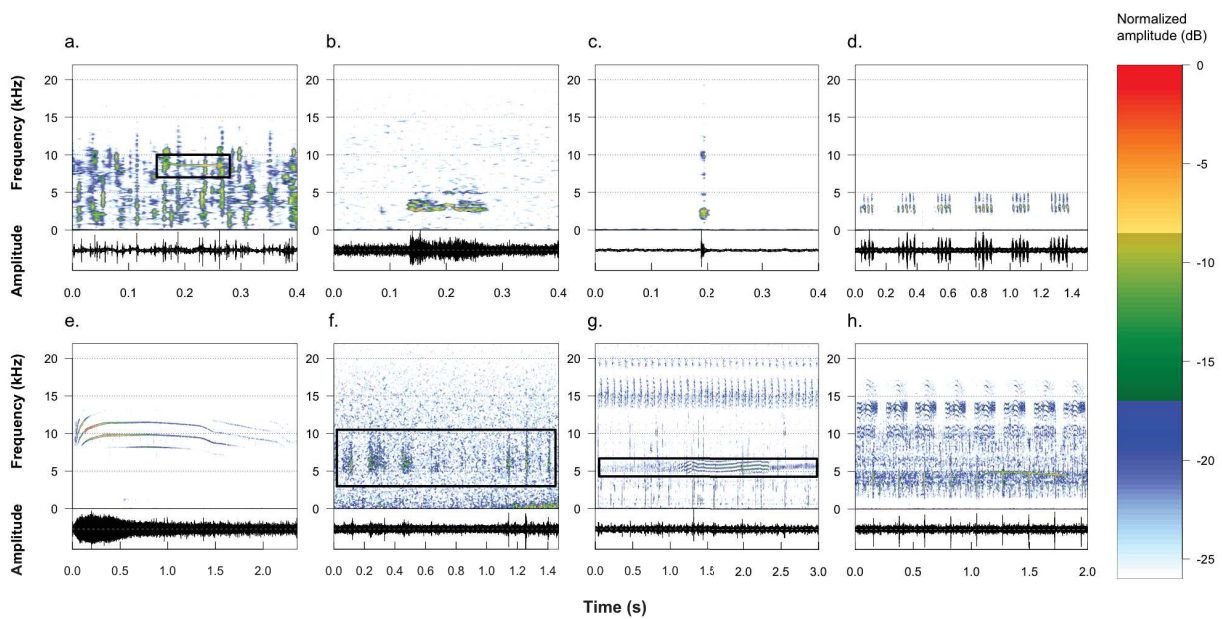 Normalized
amplitude (dB)
a. b. c. d.
20 20 20 20 0
15 15 15 15
10 10 10 10 -5
5 5 5 5
0 0 0 0 -10
Frequency (kHz)
Amplitude
0.0 0.1 0.2 0.3 0.4 0.0 0.1 0.2 0.3 0.4 0.0 0.1 0.2 0.3 0.4 0.0 0.2 0.4 0.6 0.8 1.0 1.2 1.4
e. f. g. h.
20 20 20 20 -15
15 15 15 15
10 10 10 10 -20
5 5 5 5
0 0 0 0 -25
Frequency (kHz)
Amplitude
0.0 0.5 1.0 1.5 2.0 0.0 0.2 0.4 0.6 0.8 1.0 1.2 1.4 0.0 0.5 1.0 1.5 2.0 2.5 3.0 0.0 0.5 1.0 1.5 2.0
Time (s)